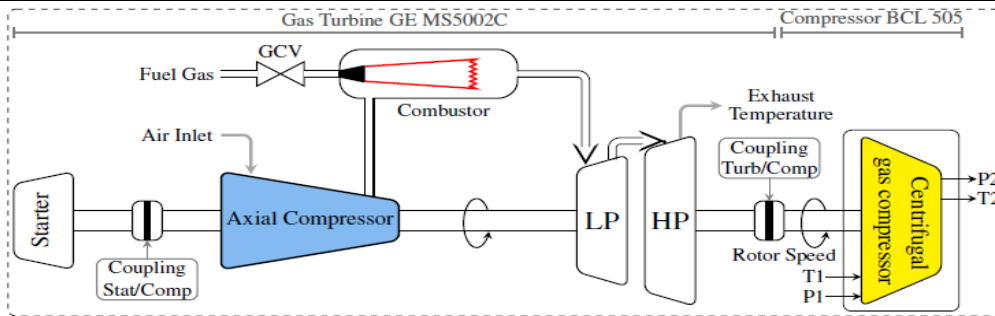 Gas Turbine GE MS5002C
Compressor BCL 505
GCV
Fuel Gas
Combustor
Exhaust
Temperature
Air Inlet
Coupling
Turb/Comp
Starter
Axial Compressor
LP
HP
Centrifugal
gas compressor
P2
T2
Coupling
Stat/Comp
Rotor Speed
T1
P1